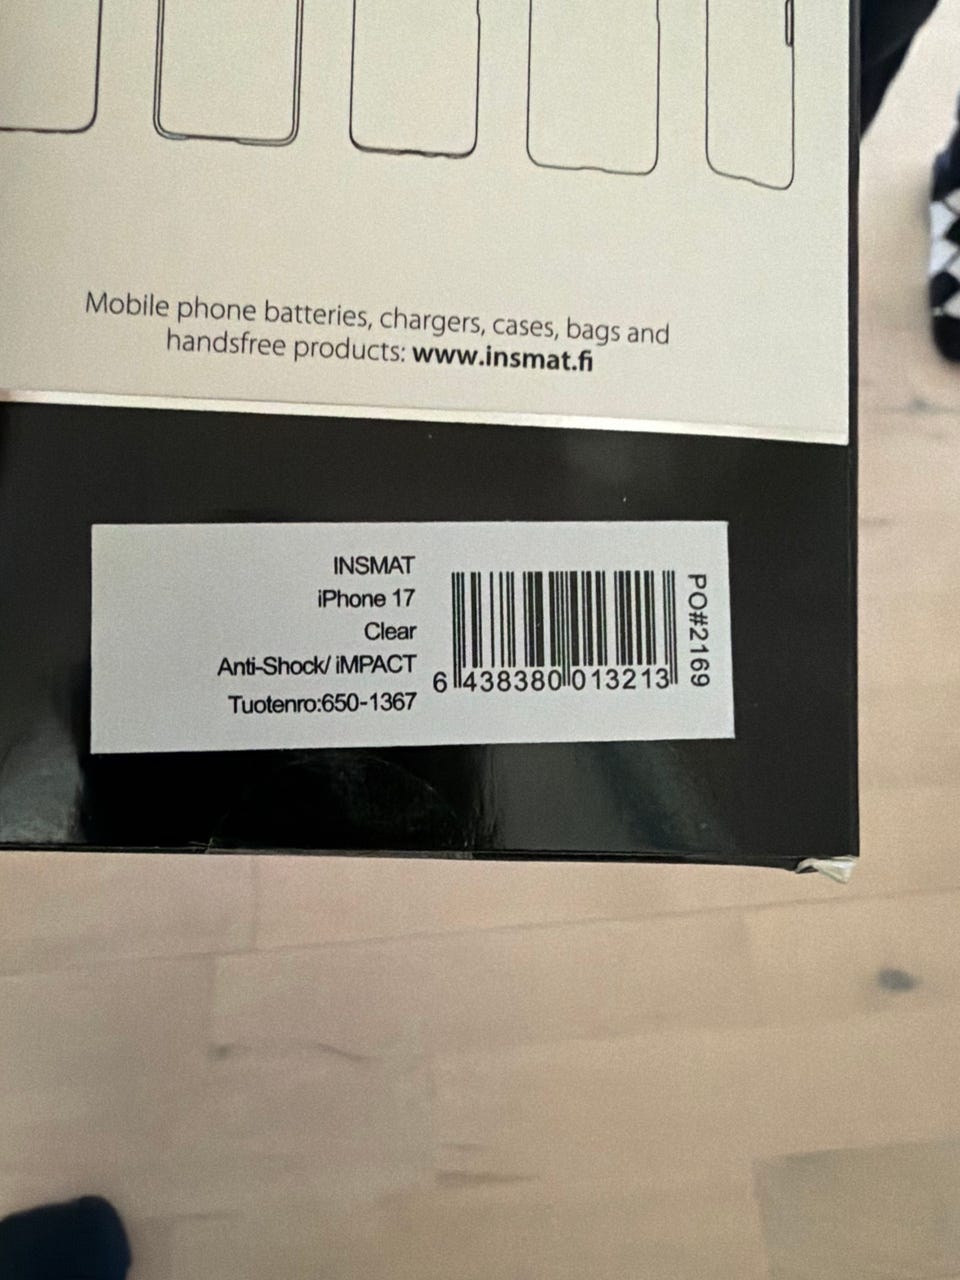 Mobile phone batteries, chargers, cases, bags and
handsfree products: www.insmat.fi
INSMAT
iPhone 17
Clear
Anti-Shock/ iMPACT
Tuotenro:650-1367
6 438380 013213
PO#2169